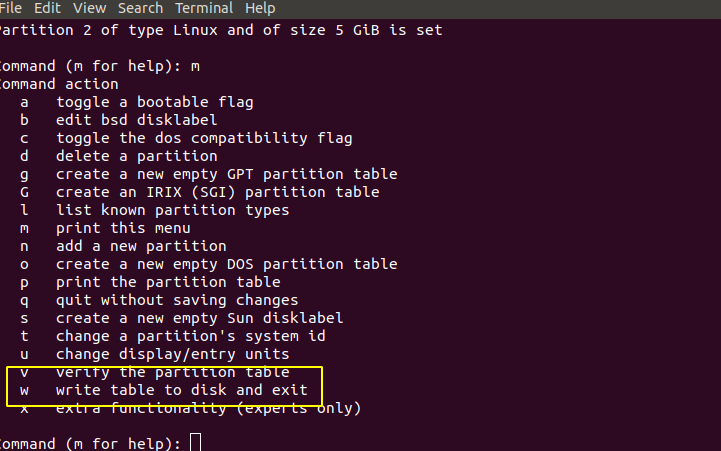 File Edit View Search Terminal Help
Partition 2 of type Linux and of size 5 GiB is set
Command (m for help): m
Command action
a toggle a bootable flag
b edit bsd disklabel
c toggle the dos compatibility flag
d delete a partition
g create a new empty GPT partition table
G create an IRIX (SGI) partition table
l list known partition types
m print this menu
n add a new partition
o create a new empty DOS partition table
p print the partition table
q quit without saving changes
s create a new empty Sun disklabel
t change a partition's system id
u change display/entry units
v verify the partition table
w write table to disk and exit
x extra functionality (experts only)
Command (m for help):